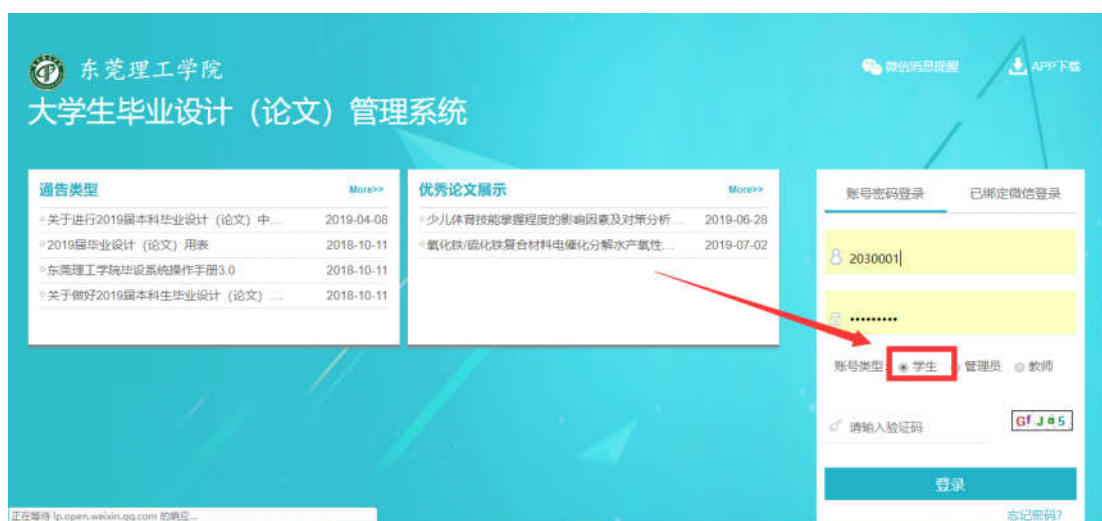 东莞理工学院
大学生毕业设计（论文）管理系统
微信消息提醒
APP下载
通告类型 More>>
关于进行2019届本科毕业设计（论文）中... 2019-04-08
2019届毕业设计（论文）用表 2018-10-11
东莞理工学院毕设系统操作手册3.0 2018-10-11
关于做好2019届本科生毕业设计（论文）... 2018-10-11
优秀论文展示 More>>
少儿体育技能掌握程度的影响因素及对策分析... 2019-06-28
氧化铁/硫化铁复合材料电催化分解水产氧性... 2019-07-02
账号密码登录 已绑定微信登录
2030001
•••••••••
账号类型: 学生 管理员 教师
请输入验证码 GfJa5
登录
忘记密码?
正在等待 lp.open.weixin.qq.com 的响应...